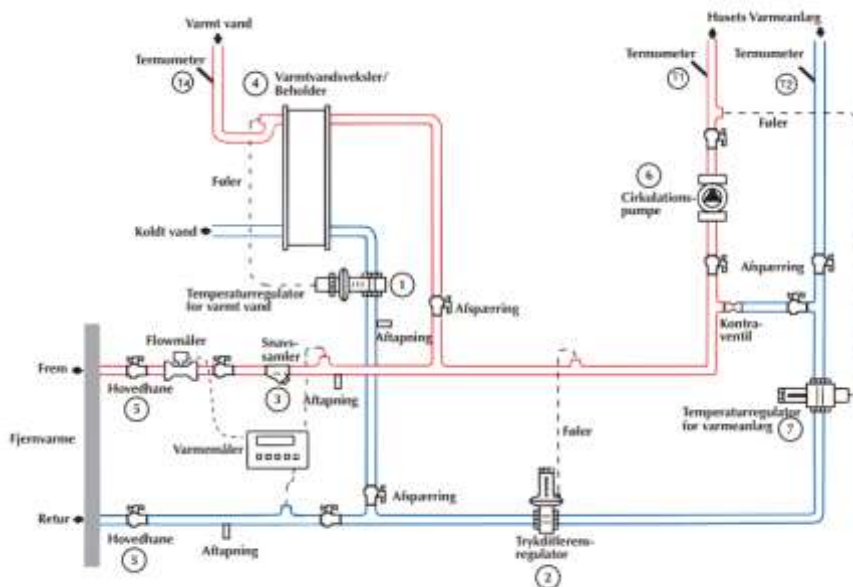 Varmt vand
Husets Varmeanlæg
Termometer
T4
4
Varmtvandsveksler/
Beholder
Termometer
T1
Termometer
T2
Føler
Føler
6
Cirkulations-
pumpe
Koldt vand
1
Temperaturregulator
for varmt vand
Afspærring
Afspærring
Kontra-
ventil
Aftapning
Flowmåler
Snavs-
samler
Frem
Hovedhane
5
3
Aftapning
Temperaturregulator
for varmeanlæg
7
Fjernvarme
Varmemåler
Føler
Afspærring
Retur
Hovedhane
5
Aftapning
Trykdifferens-
regulator
2